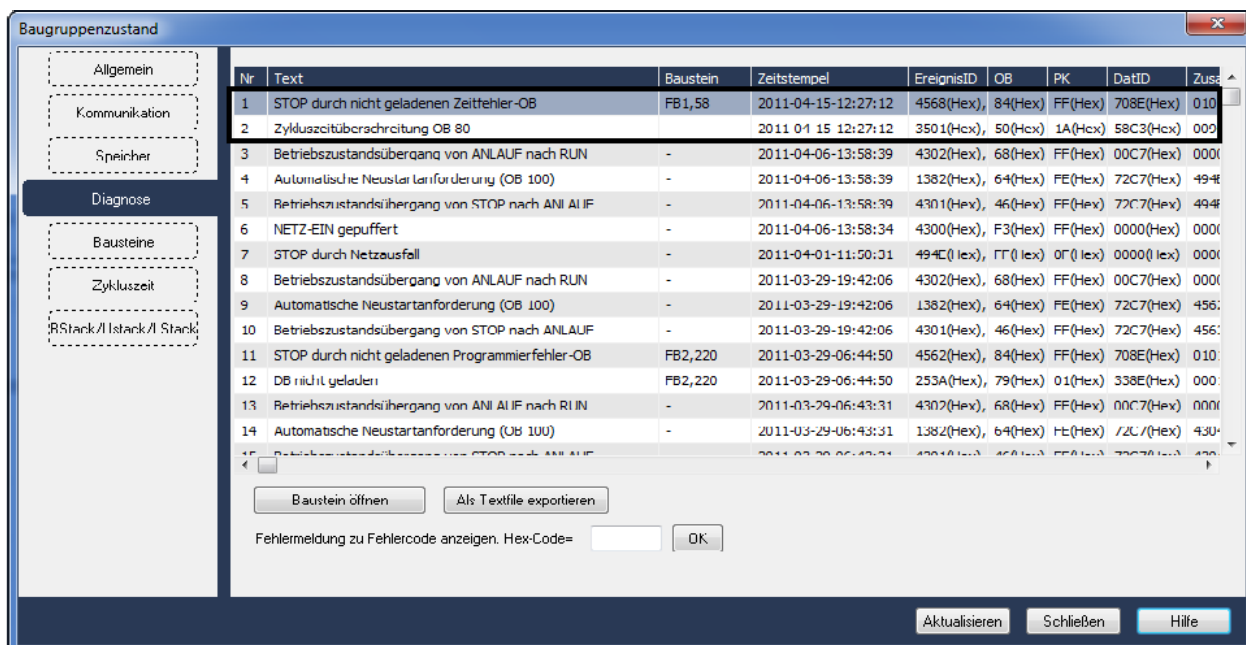 Baugruppenzustand
Allgemein
Kommunikation
Speicher
Diagnose
Bausteine
Zykluszeit
Nr Text Baustein Zeitstempel EreignisID OB PK DatID
1 STOP durch nicht geladenen Zeitfehler-OB FB1,58 2011-04-15-12:27:12 4568(Hex), 84(Hex) FF(Hex) 708E(Hex) 010
2 Zykluszeitüberschreitung OB 80 2011-04-15-12:27:12 3501(Hex), 50(Hex) 1A(Hex) 58C3(Hex) 009
3 Betriebszustandsübergang von ANLAUF nach RUN - 2011-04-06-13:58:39 4302(Hex), 68(Hex) FF(Hex) 00C7(Hex) 000
4 Automatische Neustartanforderung (OB 100) - 2011-04-06-13:58:39 1382(Hex), 64(Hex) FE(Hex) 72C7(Hex) 494
5 Betriebszustandsübergang von STOP nach ANLAUF - 2011-04-06-13:58:39 4301(Hex), 46(Hex) FF(Hex) 72C7(Hex) 494
6 NETZ-EIN gepuffert - 2011-04-06-13:58:34 4300(Hex), F3(Hex) FF(Hex) 0000(Hex) 000
7 STOP durch Netzausfall - 2011-04-01-11:50:31 494E(Hex), FF(Hex) 0F(Hex) 0000(Hex) 000
8 Betriebszustandsübergang von ANLAUF nach RUN - 2011-03-29-19:42:06 4302(Hex), 68(Hex) FF(Hex) 00C7(Hex) 000
9 Automatische Neustartanforderung (OB 100) - 2011-03-29-19:42:06 1382(Hex), 64(Hex) FE(Hex) 72C7(Hex) 456
10 Betriebszustandsübergang von STOP nach ANLAUF - 2011-03-29-19:42:06 4301(Hex), 46(Hex) FF(Hex) 72C7(Hex) 456
11 STOP durch nicht geladenen Programmierfehler-OB FB2,220 2011-03-29-06:44:50 4562(Hex), 84(Hex) FF(Hex) 708E(Hex) 010
12 DB nicht geladen FB2,220 2011-03-29-06:44:50 253A(Hex), 79(Hex) 01(Hex) 338E(Hex) 000
13 Betriebszustandsübergang von ANLAUF nach RUN - 2011-03-29-06:43:31 4302(Hex), 68(Hex) FF(Hex) 00C7(Hex) 000
14 Automatische Neustartanforderung (OB 100) - 2011-03-29-06:43:31 1382(Hex), 64(Hex) FE(Hex) 72C7(Hex) 430
Baustein öffnen Als Textfile exportieren
Fehlermeldung zu Fehlercode anzeigen. Hex-Code= OK
Aktualisieren Schließen Hilfe